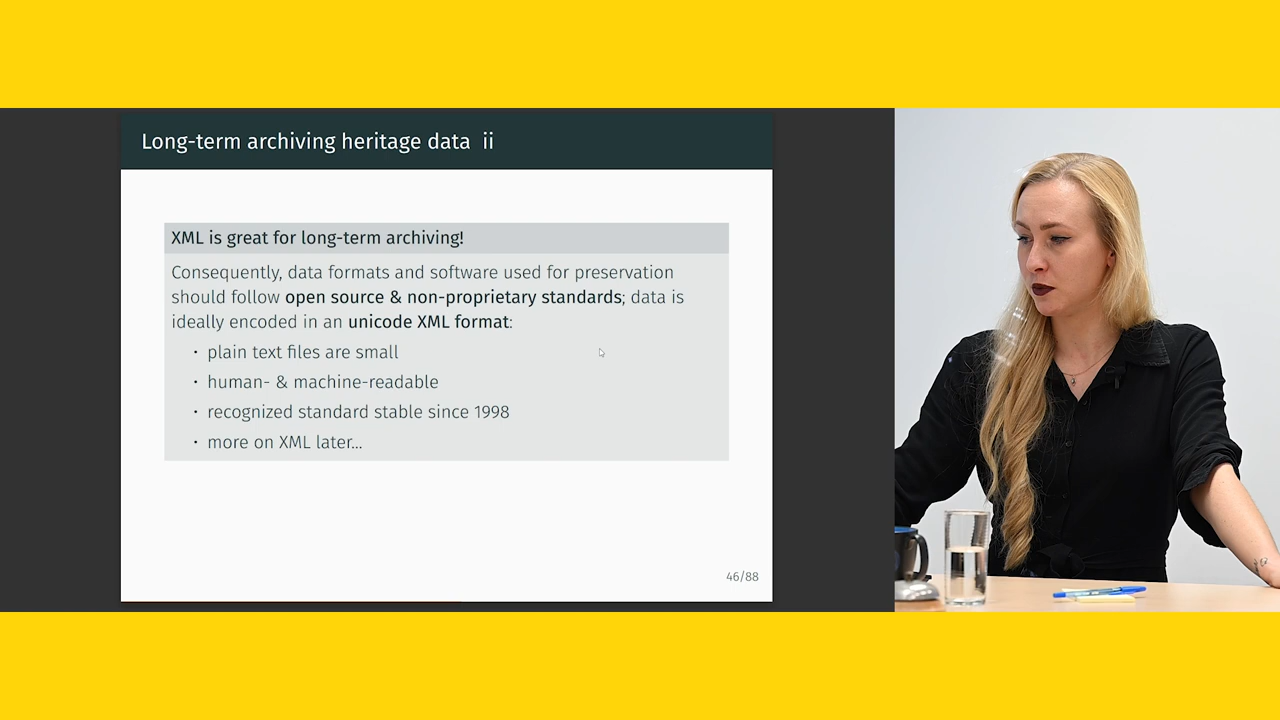 Long-term archiving heritage data ii
XML is great for long-term archiving!
Consequently, data formats and software used for preservation
should follow open source & non-proprietary standards; data is
ideally encoded in an unicode XML format:
• plain text files are small
• human- & machine-readable
• recognized standard stable since 1998
• more on XML later...
46/88